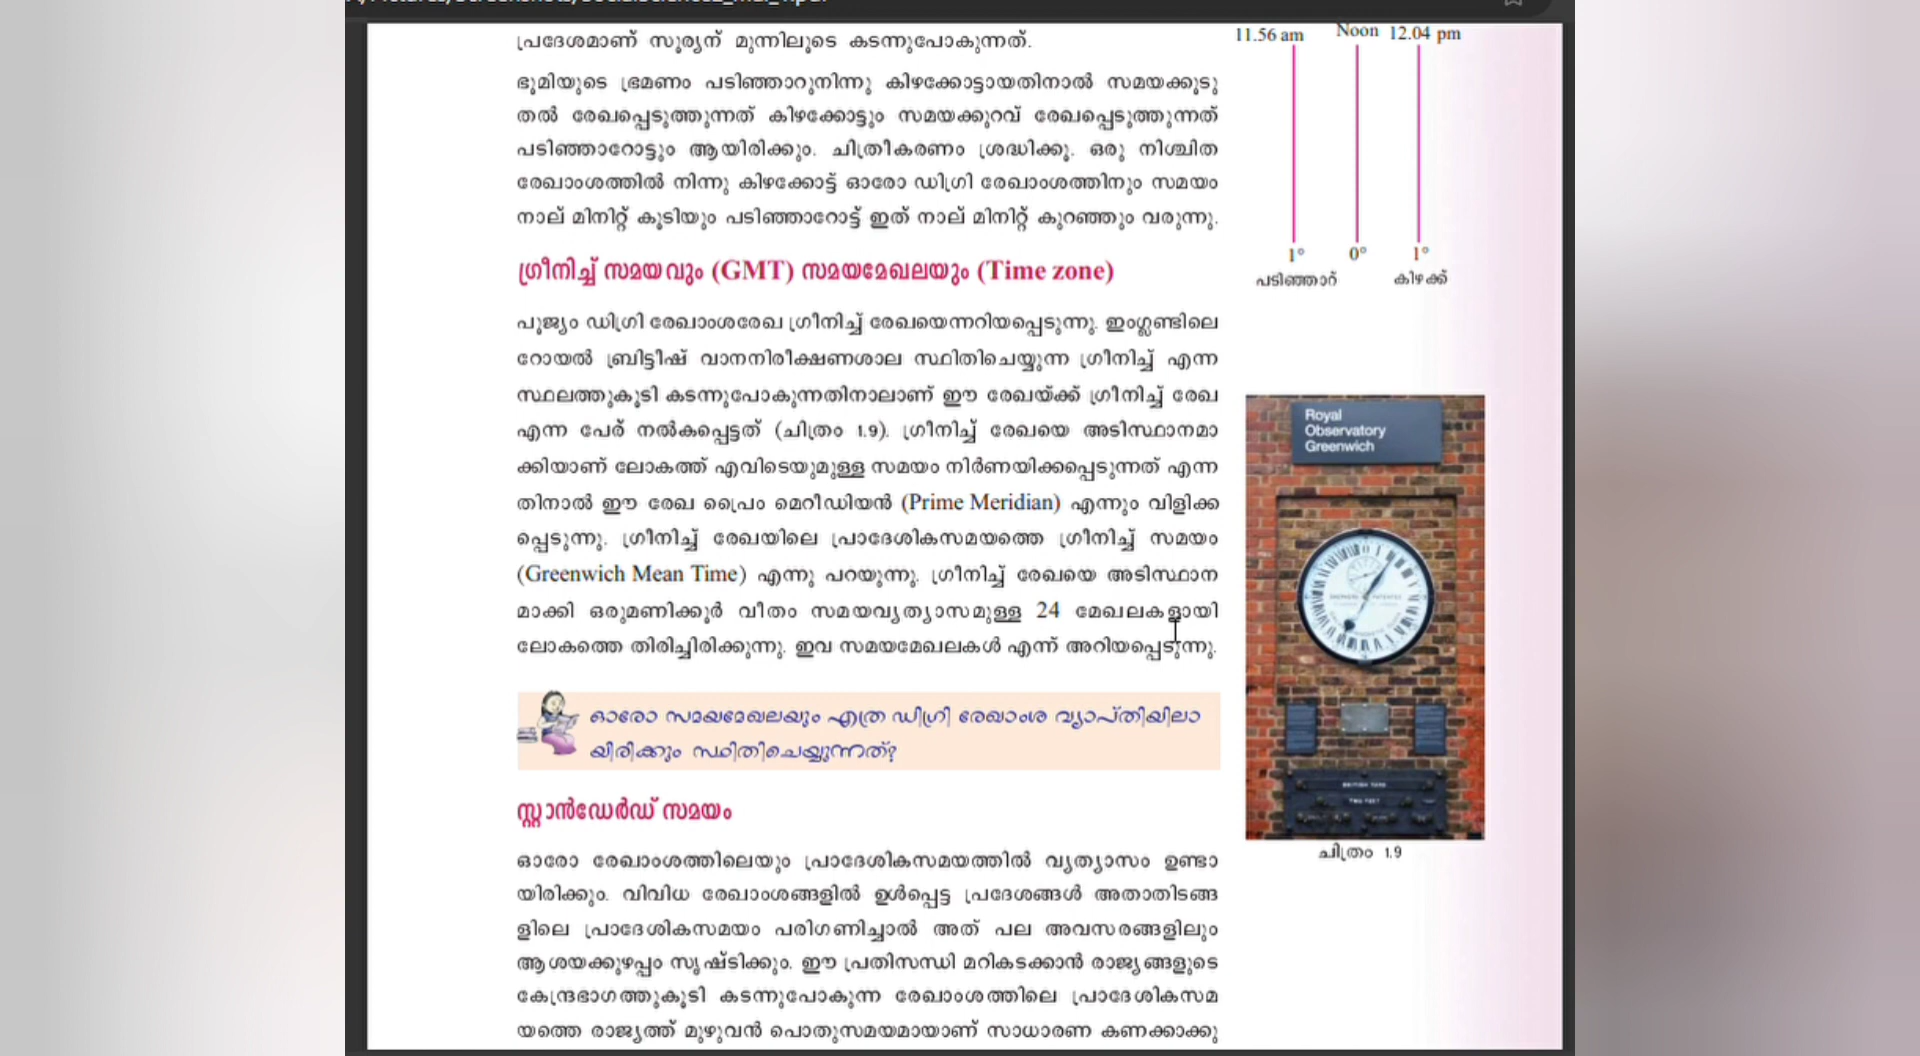 പ്രദേശമാണ് സൂര്യന് മുന്നിലൂടെ കടന്നുപോകുന്നത്.
ഭൂമിയുടെ ഭ്രമണം പടിഞ്ഞാറുനിന്നു കിഴക്കോട്ടായതിനാൽ സമയക്കൂടു
തൽ രേഖപ്പെടുത്തുന്നത് കിഴക്കോട്ടും സമയക്കുറവ് രേഖപ്പെടുത്തുന്നത്
പടിഞ്ഞാറോട്ടും ആയിരിക്കും. ചിത്രീകരണം ശ്രദ്ധിക്കൂ. ഒരു നിശ്ചിത
രേഖാംശത്തിൽ നിന്നു കിഴക്കോട്ട് ഓരോ ഡിഗ്രി രേഖാംശത്തിനും സമയം
നാല് മിനിറ്റ് കൂടിയും പടിഞ്ഞാറോട്ട് ഇത് നാല് മിനിറ്റ് കുറഞ്ഞും വരുന്നു.
11.56 am Noon 12.04 pm
1° 0° 1°
പടിഞ്ഞാറ് കിഴക്ക്
ഗ്രീനിച്ച് സമയവും (GMT) സമയമേഖലയും (Time zone)
പൂജ്യം ഡിഗ്രി രേഖാംശരേഖ ഗ്രീനിച്ച് രേഖയെന്നറിയപ്പെടുന്നു. ഇംഗ്ലണ്ടിലെ
റോയൽ ബ്രിട്ടീഷ് വാനനിരീക്ഷണശാല സ്ഥിതിചെയ്യുന്ന ഗ്രീനിച്ച് എന്ന
സ്ഥലത്തുകൂടി കടന്നുപോകുന്നതിനാലാണ് ഈ രേഖയ്ക്ക് ഗ്രീനിച്ച് രേഖ
എന്ന പേര് നൽകപ്പെട്ടത് (ചിത്രം 1.9). ഗ്രീനിച്ച് രേഖയെ അടിസ്ഥാനമാ
ക്കിയാണ് ലോകത്ത് എവിടെയുമുള്ള സമയം നിർണയിക്കപ്പെടുന്നത് എന്ന
തിനാൽ ഈ രേഖ പ്രൈം മെറീഡിയൻ (Prime Meridian) എന്നും വിളിക്ക
പ്പെടുന്നു. ഗ്രീനിച്ച് രേഖയിലെ പ്രാദേശികസമയത്തെ ഗ്രീനിച്ച് സമയം
(Greenwich Mean Time) എന്നു പറയുന്നു. ഗ്രീനിച്ച് രേഖയെ അടിസ്ഥാന
മാക്കി ഒരുമണിക്കൂർ വീതം സമയവ്യത്യാസമുള്ള 24 മേഖലകളായി
ലോകത്തെ തിരിച്ചിരിക്കുന്നു. ഇവ സമയമേഖലകൾ എന്ന് അറിയപ്പെടുന്നു.
Royal
Observatory
Greenwich
BRITISH YARD
TWO FEET
ചിത്രം 1.9
ഓരോ സമയമേഖലയും എത്ര ഡിഗ്രി രേഖാംശ വ്യാപ്തിയിലാ
യിരിക്കും സ്ഥിതിചെയ്യുന്നത്?
സ്റ്റാൻഡേർഡ് സമയം
ഓരോ രേഖാംശത്തിലെയും പ്രാദേശികസമയത്തിൽ വ്യത്യാസം ഉണ്ടാ
യിരിക്കും. വിവിധ രേഖാംശങ്ങളിൽ ഉൾപ്പെട്ട പ്രദേശങ്ങൾ അതാതിടങ്ങ
ളിലെ പ്രാദേശികസമയം പരിഗണിച്ചാൽ അത് പല അവസരങ്ങളിലും
ആശയക്കുഴപ്പം സൃഷ്ടിക്കും. ഈ പ്രതിസന്ധി മറികടക്കാൻ രാജ്യങ്ങളുടെ
കേന്ദ്രഭാഗത്തുകൂടി കടന്നുപോകുന്ന രേഖാംശത്തിലെ പ്രാദേശികസമ
യത്തെ രാജ്യത്ത് മുഴുവൻ പൊതുസമയമായാണ് സാധാരണ കണക്കാക്കു